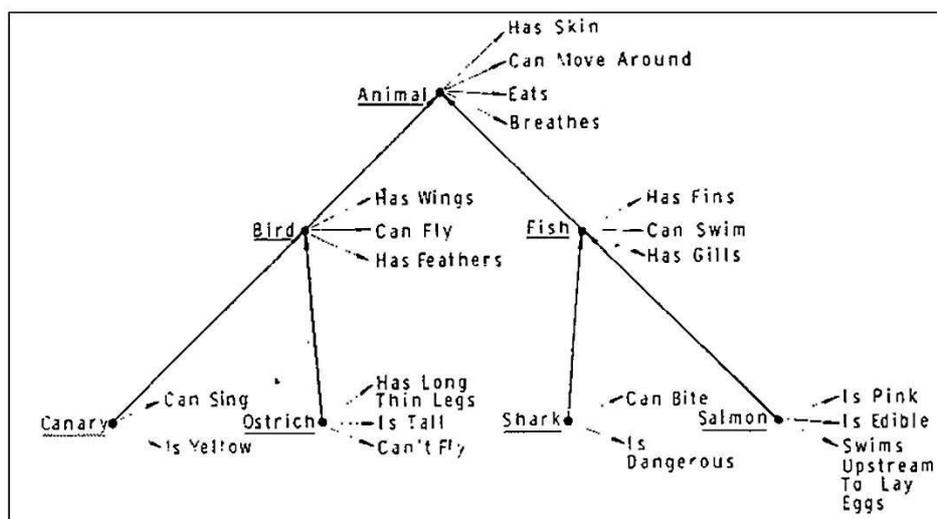 Has Skin
Can Move Around
Animal
Eats
Breathes
Has Wings
Bird
Can Fly
Has Feathers
Has Fins
Fish
Can Swim
Has Gills
Canary
Can Sing
Is Yellow
Ostrich
Has Long
Thin Legs
Is Tall
Can't Fly
Shark
Can Bite
Is
Dangerous
Salmon
Is Pink
Is Edible
Swims
Upstream
To Lay
Eggs